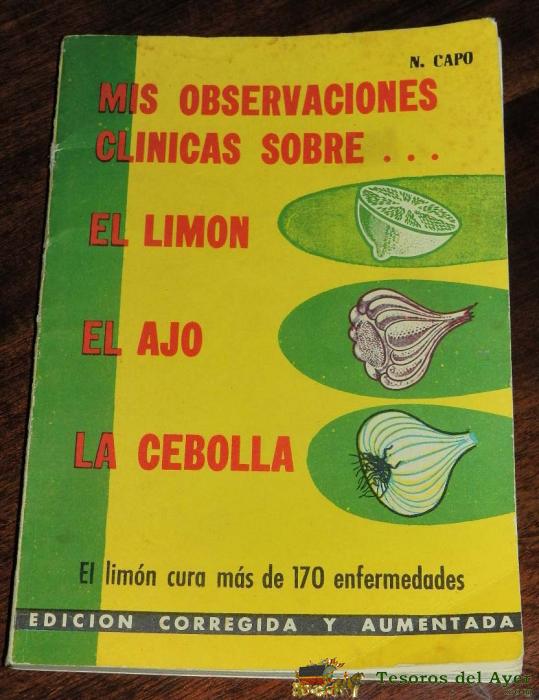 N. CAPO
MIS OBSERVACIONES
CLINICAS SOBRE . . .
EL LIMON
EL AJO
LA CEBOLLA
El limón cura más de 170 enfermedades
EDICION CORREGIDA Y AUMENTADA
Tesoros del Ayer